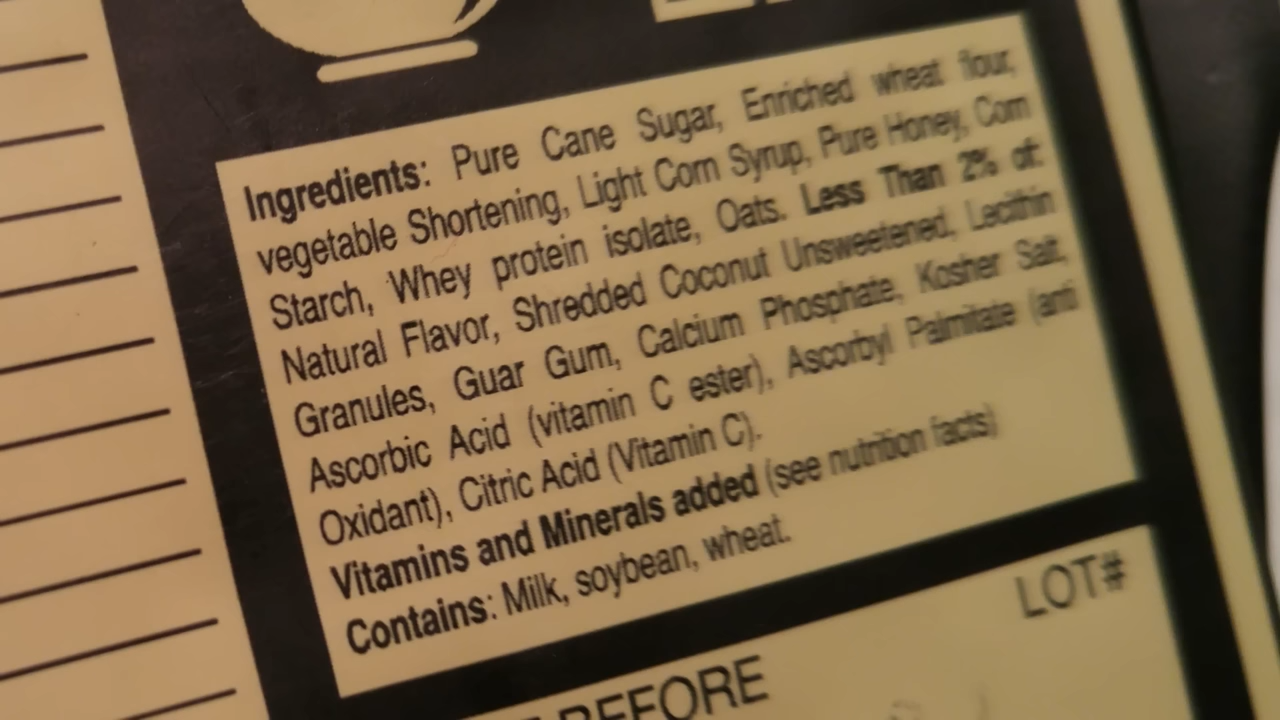 Ingredients: Pure Cane Sugar, Enriched wheat flour,
vegetable Shortening, Light Corn Syrup, Pure Honey, Corn
Starch, Whey protein isolate, Oats. Less Than 2% of:
Natural Flavor, Shredded Coconut Unsweetened, Lecithin
Granules, Guar Gum, Calcium Phosphate, Kosher Salt,
Ascorbic Acid (vitamin C ester), Ascorbyl Palmitate (anti
Oxidant), Citric Acid (Vitamin C).
Vitamins and Minerals added (see nutrition facts)
Contains: Milk, soybean, wheat.
LOT#
BEFORE